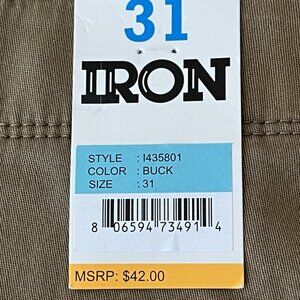 31
IRON
STYLE : I435801
COLOR : BUCK
SIZE : 31
8 06594 73491 4
MSRP: $42.00